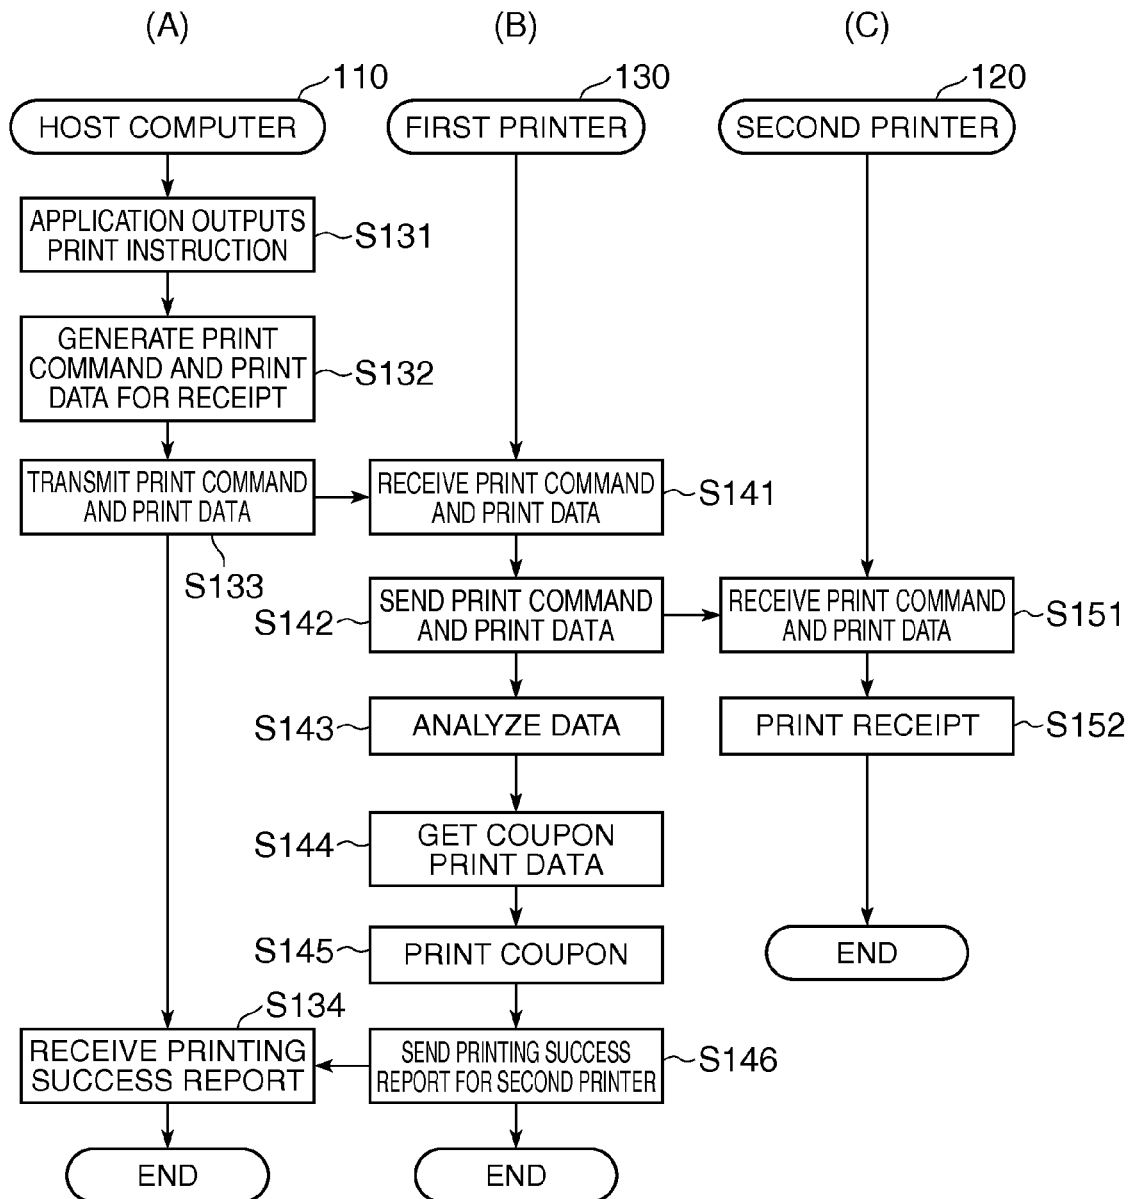 (A)
(B)
(C)
110
130
120
HOST COMPUTER
FIRST PRINTER
SECOND PRINTER
APPLICATION OUTPUTS
PRINT INSTRUCTION
S131
GENERATE PRINT
COMMAND AND PRINT
DATA FOR RECEIPT
S132
TRANSMIT PRINT COMMAND
AND PRINT DATA
S133
RECEIVE PRINT COMMAND
AND PRINT DATA
S141
S142
SEND PRINT COMMAND
AND PRINT DATA
RECEIVE PRINT COMMAND
AND PRINT DATA
S151
S143
ANALYZE DATA
PRINT RECEIPT
S152
S144
GET COUPON
PRINT DATA
S145
PRINT COUPON
END
S134
RECEIVE PRINTING
SUCCESS REPORT
SEND PRINTING SUCCESS
REPORT FOR SECOND PRINTER
S146
END
END